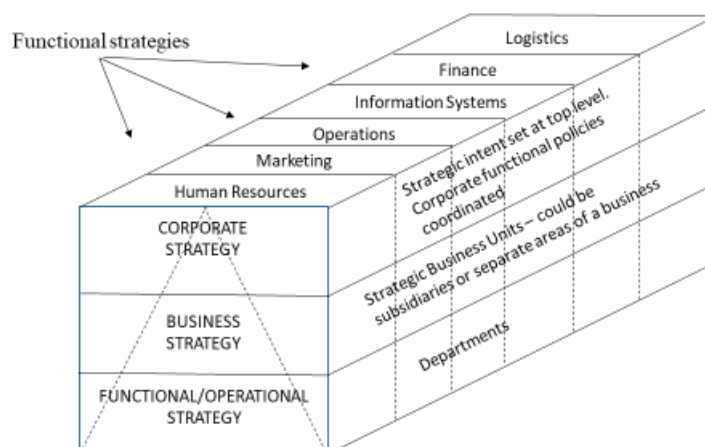 Functional strategies
Logistics
Finance
Information Systems
Operations
Marketing
Human Resources
CORPORATE
STRATEGY
BUSINESS
STRATEGY
FUNCTIONAL/OPERATIONAL
STRATEGY
Strategic intent set at top level.
Corporate functional policies
coordinated
Strategic Business Units – could be
subsidiaries or separate areas of a business
Departments